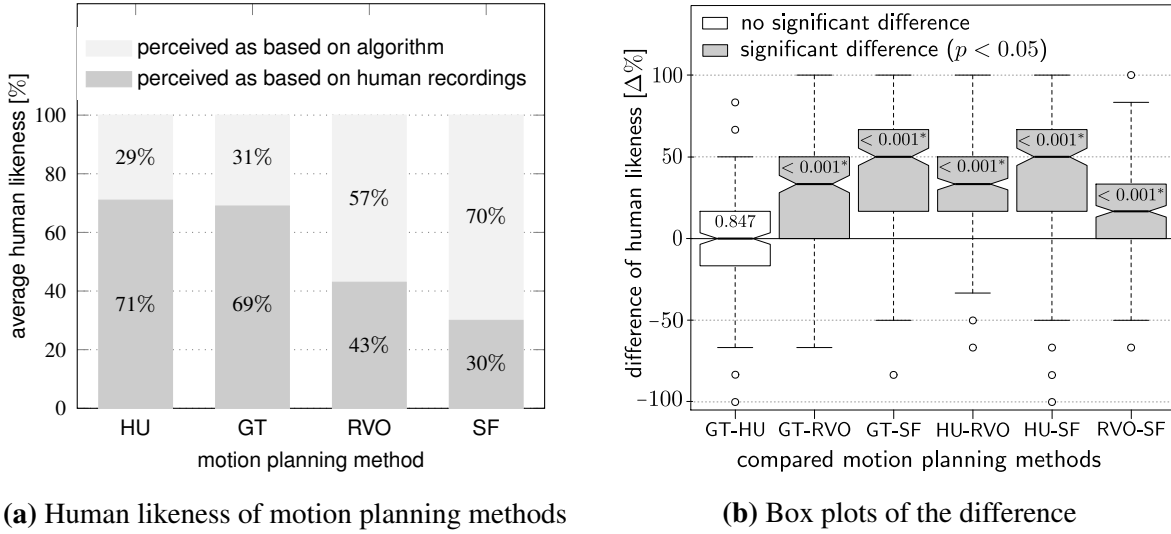 perceived as based on algorithm
perceived as based on human recordings
average human likeness [%]
100
80
60
40
20
0
29%
31%
57%
70%
71%
69%
43%
30%
HU
GT
RVO
SF
motion planning method
(a) Human likeness of motion planning methods
no significant difference
significant difference (p < 0.05)
difference of human likeness [Δ%]
100
50
0
−50
−100
0.847
< 0.001*
< 0.001*
< 0.001*
< 0.001*
< 0.001*
GT-HU
GT-RVO
GT-SF
HU-RVO
HU-SF
RVO-SF
compared motion planning methods
(b) Box plots of the difference